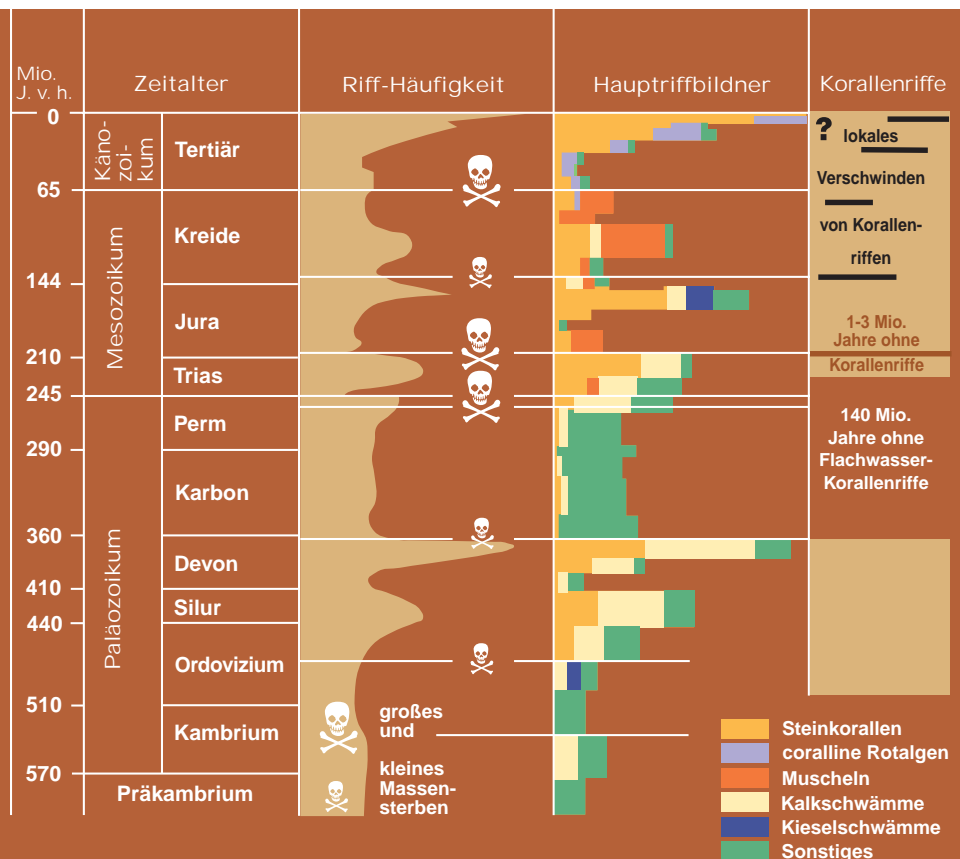 Mio.
J. v. h.
Zeitalter
Riff-Häufigkeit
Hauptriffbildner
Korallenriffe
0
65
144
210
245
290
360
410
440
510
570
Käno-
zoi-
kum
Mesozoikum
Paläozoikum
Tertiär
Kreide
Jura
Trias
Perm
Karbon
Devon
Silur
Ordovizium
Kambrium
Präkambrium
großes
und
kleines
Massen-
sterben
? lokales
Verschwinden
von Korallen-
riffen
1-3 Mio.
Jahre ohne
Korallenriffe
140 Mio.
Jahre ohne
Flachwasser-
Korallenriffe
Steinkorallen
coralline Rotalgen
Muscheln
Kalkschwämme
Kieselschwämme
Sonstiges